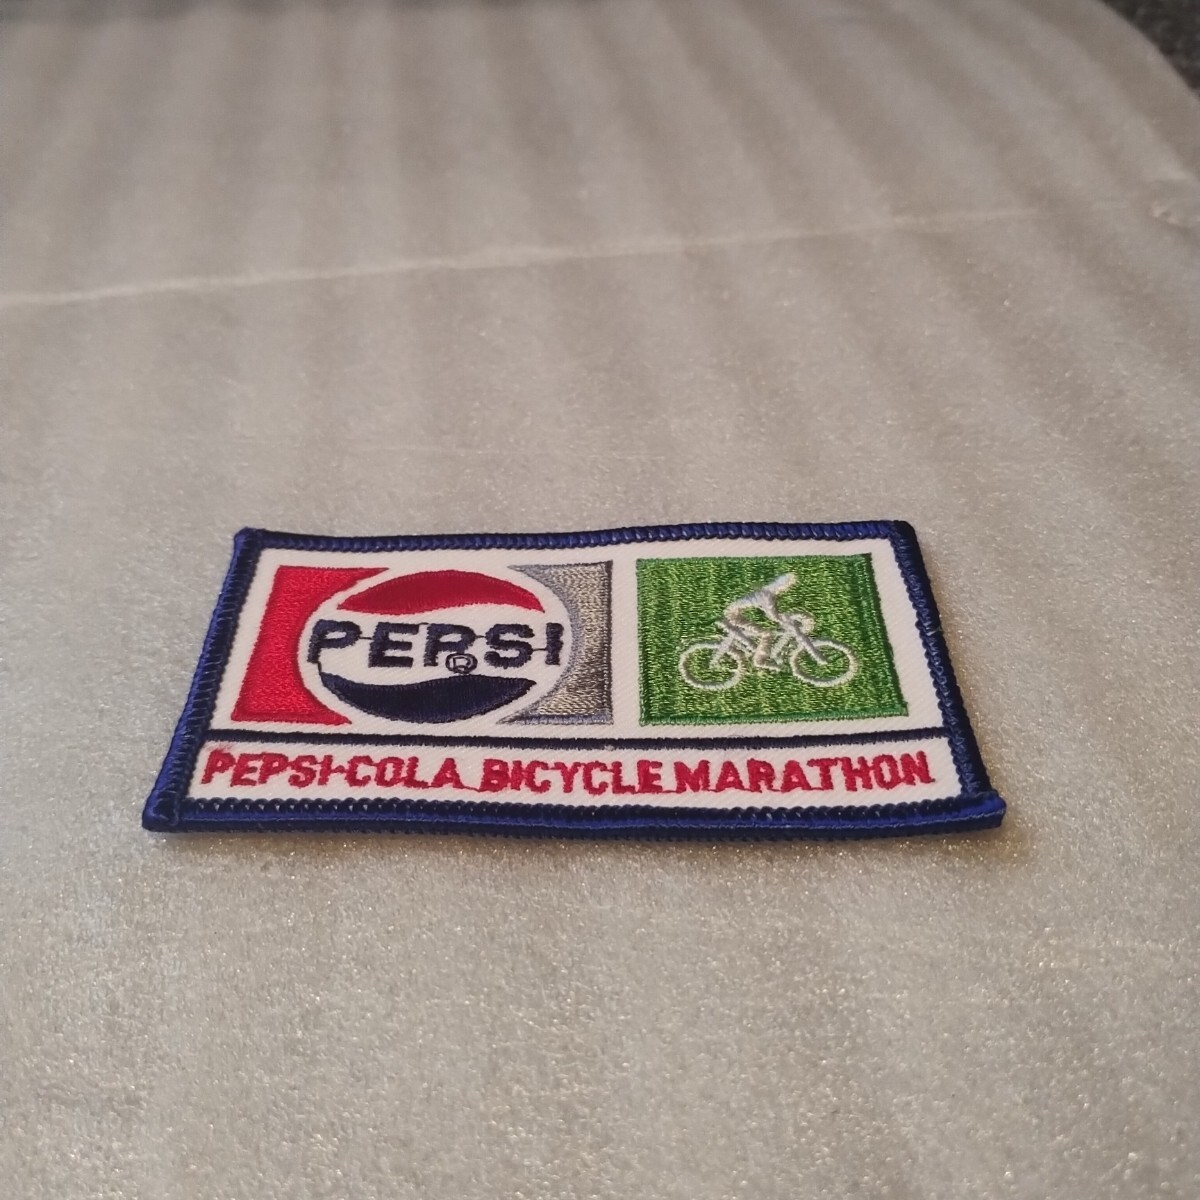 PEPSI
®
PEPSI-COLA BICYCLE MARATHON